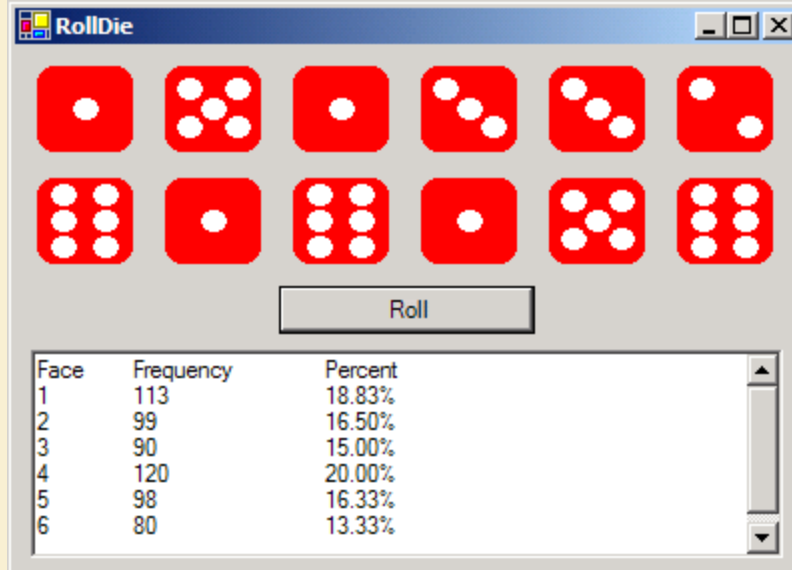 RollDie
Roll
Face Frequency Percent
1 113 18.83%
2 99 16.50%
3 90 15.00%
4 120 20.00%
5 98 16.33%
6 80 13.33%